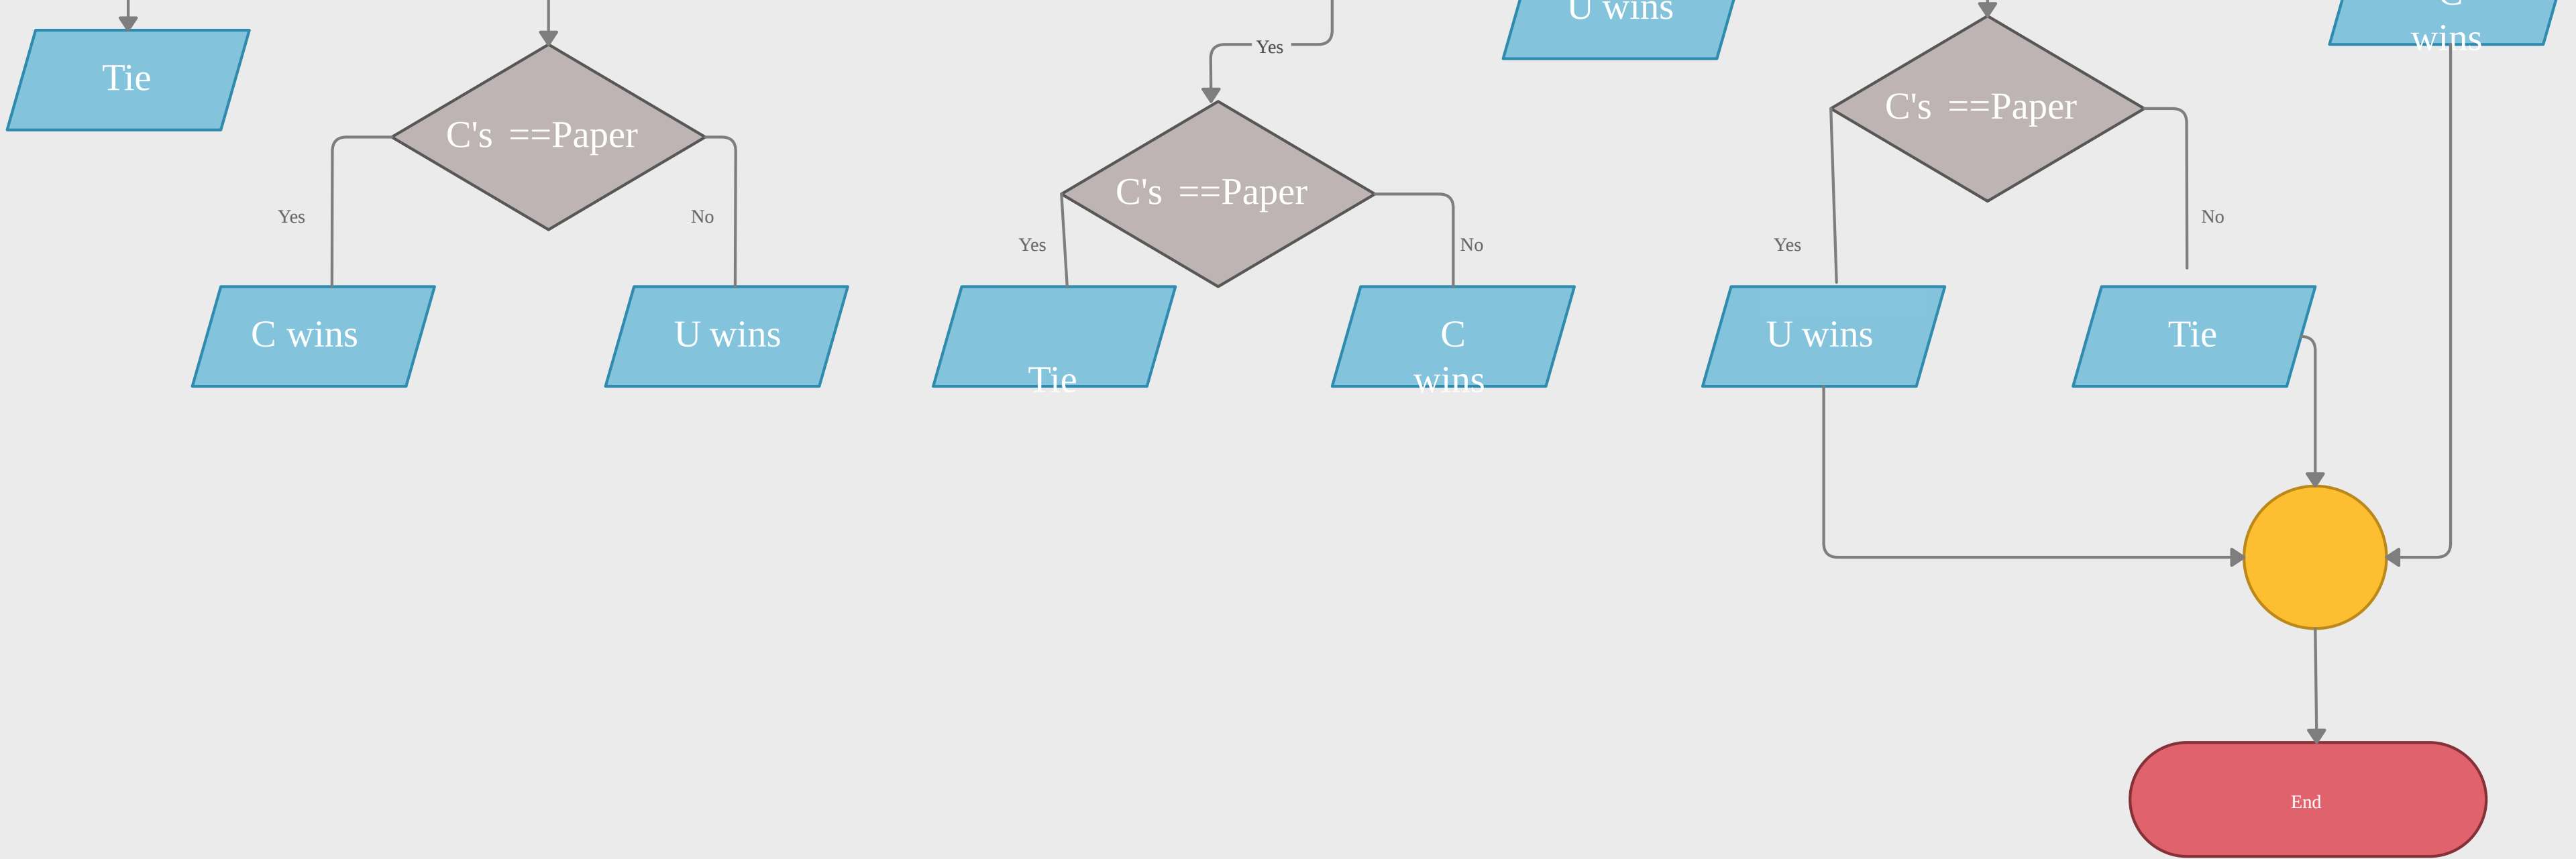 Tie
C's ==Paper
Yes
No
C wins
U wins
Yes
C's ==Paper
Yes
No
Tie
C
wins
U wins
C's ==Paper
Yes
No
U wins
Tie
C
wins
End